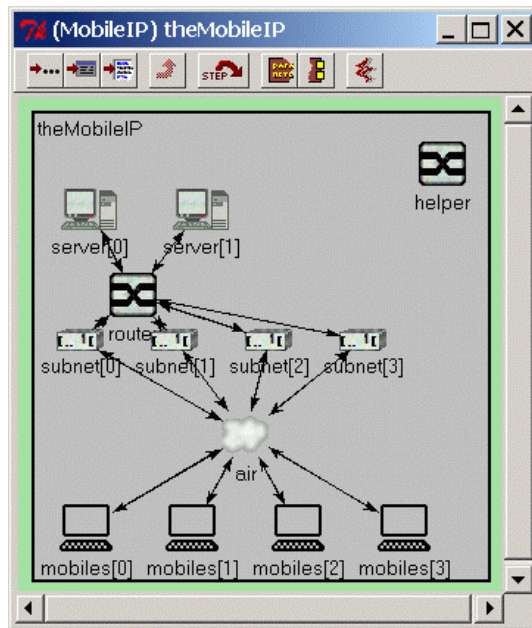 (MobileIP) theMobileIP
STEP
theMobileIP
helper
server[0] server[1]
route
subnet[0] subnet[1] subnet[2] subnet[3]
air
mobiles[0] mobiles[1] mobiles[2] mobiles[3]